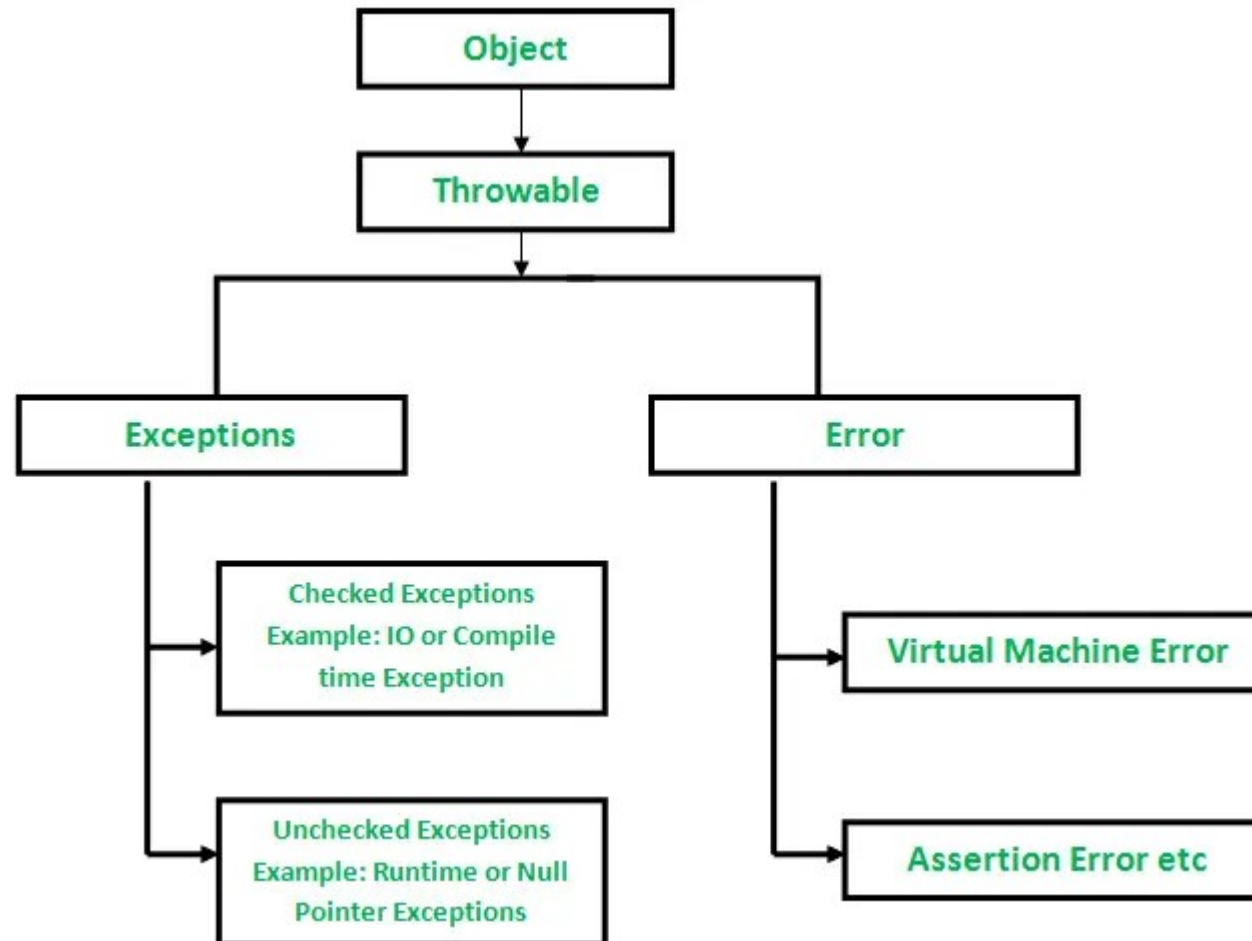 Object
Throwable
Exceptions
Error
Checked Exceptions
Example: IO or Compile
time Exception
Virtual Machine Error
Unchecked Exceptions
Example: Runtime or Null
Pointer Exceptions
Assertion Error etc